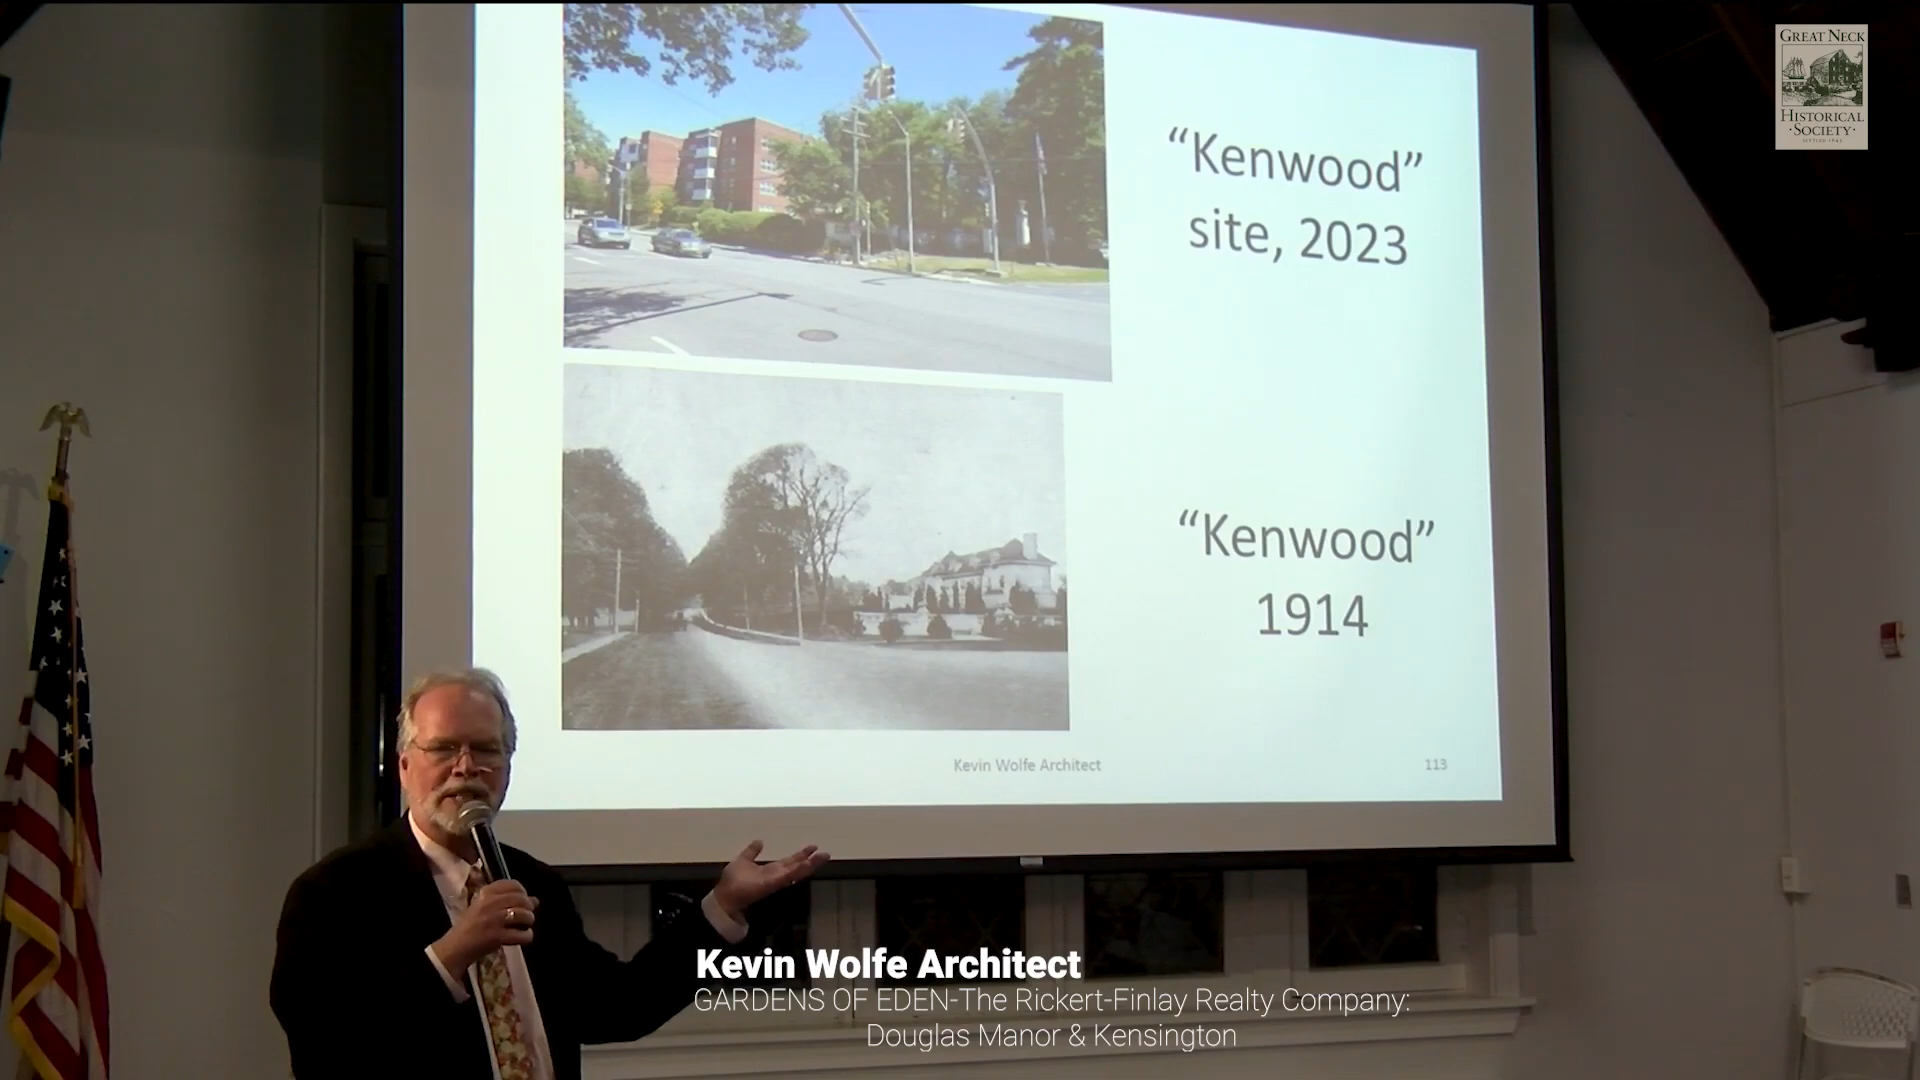 GREAT NECK
HISTORICAL
·SOCIETY·
“Kenwood”
site, 2023
“Kenwood”
1914
Kevin Wolfe Architect
113
Kevin Wolfe Architect
GARDENS OF EDEN-The Rickert-Finlay Realty Company:
Douglas Manor & Kensington